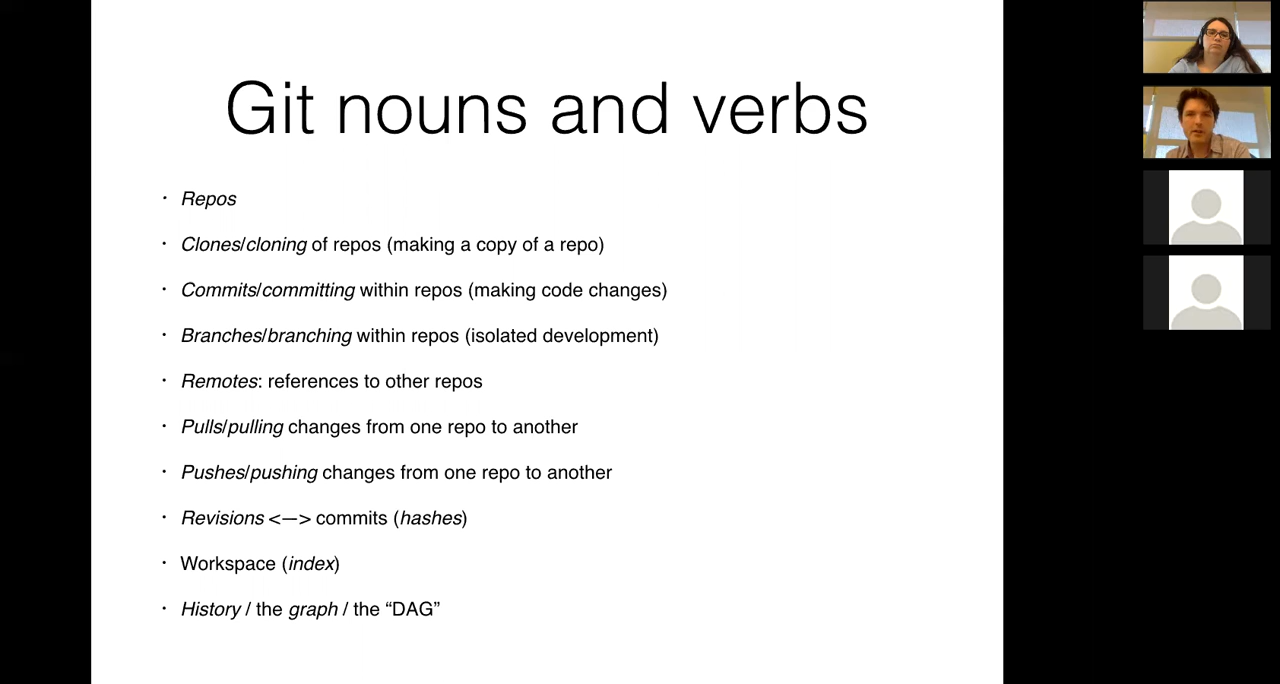 Git nouns and verbs
• Repos
• Clones/cloning of repos (making a copy of a repo)
• Commits/committing within repos (making code changes)
• Branches/branching within repos (isolated development)
• Remotes: references to other repos
• Pulls/pulling changes from one repo to another
• Pushes/pushing changes from one repo to another
• Revisions <—> commits (hashes)
• Workspace (index)
• History / the graph / the “DAG”